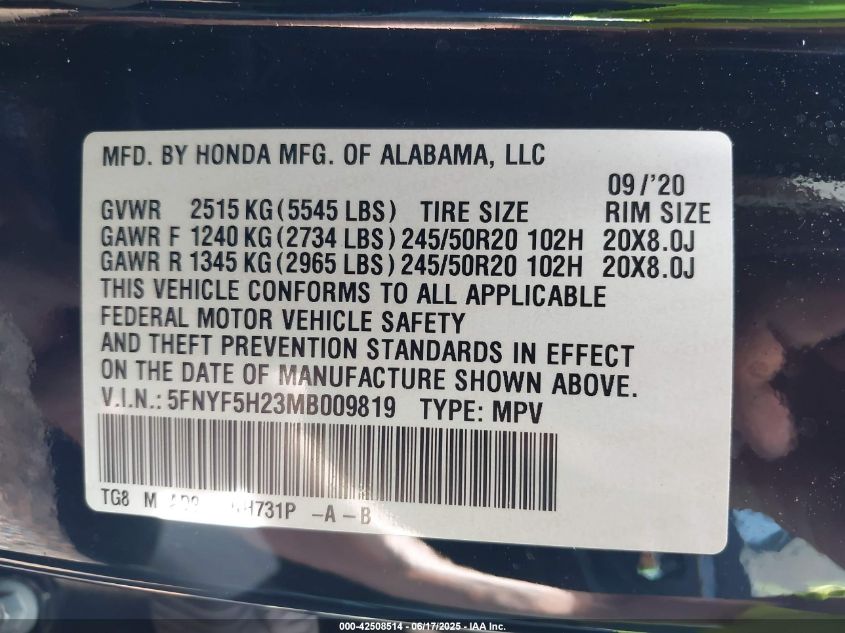 MFD. BY HONDA MFG. OF ALABAMA, LLC
09/'20
GVWR 2515 KG (5545 LBS) TIRE SIZE RIM SIZE
GAWR F 1240 KG (2734 LBS) 245/50R20 102H 20X8.0J
GAWR R 1345 KG (2965 LBS) 245/50R20 102H 20X8.0J
THIS VEHICLE CONFORMS TO ALL APPLICABLE
FEDERAL MOTOR VEHICLE SAFETY
AND THEFT PREVENTION STANDARDS IN EFFECT
ON THE DATE OF MANUFACTURE SHOWN ABOVE.
V.I.N.: 5FNYF5H23MB009819 TYPE: MPV
TG8 -A-B
000-42508514 - 06/17/2025 - IAA Inc.